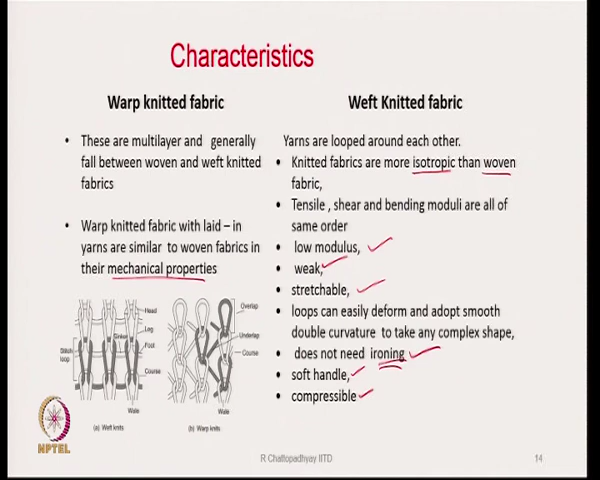 Characteristics
Warp knitted fabric
• These are multilayer and generally
fall between woven and weft knitted
fabrics
• Warp knitted fabric with laid – in
yarns are similar to woven fabrics in
their mechanical properties
Head
Leg
Sinker
Foot
Stitch
loop
Course
Wale
(a) Weft knits
Overlap
Underlap
Course
Wale
(b) Warp knits
Weft Knitted fabric
Yarns are looped around each other.
• Knitted fabrics are more isotropic than woven
fabric,
• Tensile , shear and bending moduli are all of
same order
• low modulus,
• weak,
• stretchable,
• loops can easily deform and adopt smooth
double curvature to take any complex shape,
• does not need ironing
• soft handle,
• compressible
NPTEL
R Chattopadhyay IITD
14